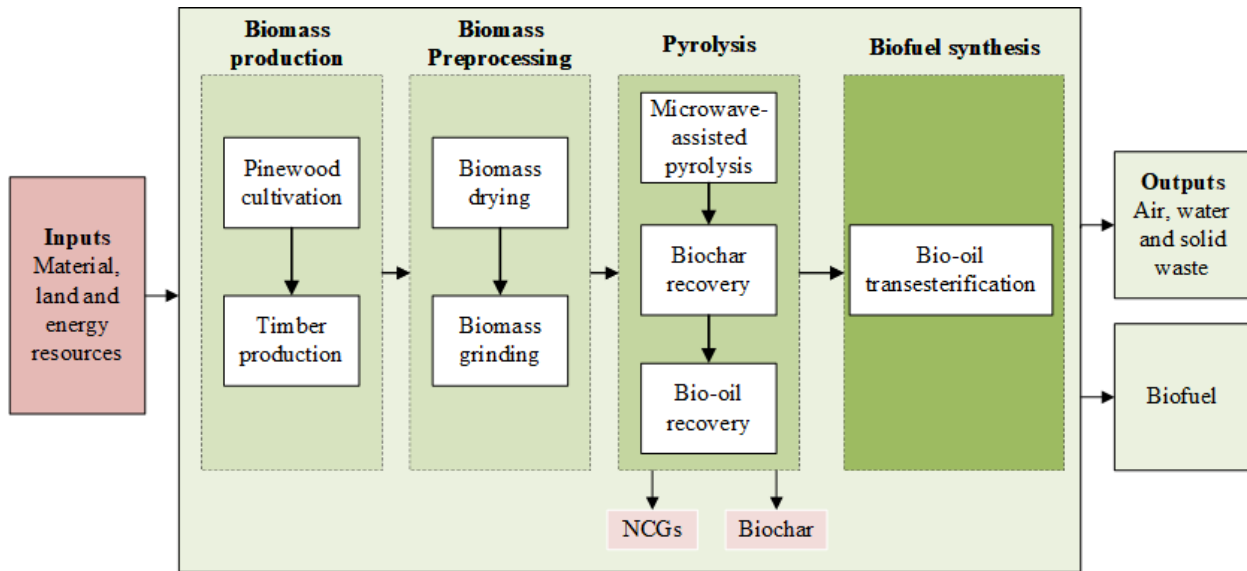 Inputs
Material,
land and
energy
resources
Biomass
production
Pinewood
cultivation
Timber
production
Biomass
Preprocessing
Biomass
drying
Biomass
grinding
Pyrolysis
Microwave-
assisted
pyrolysis
Biochar
recovery
Bio-oil
recovery
NCGs
Biochar
Biofuel synthesis
Bio-oil
transesterification
Outputs
Air, water
and solid
waste
Biofuel